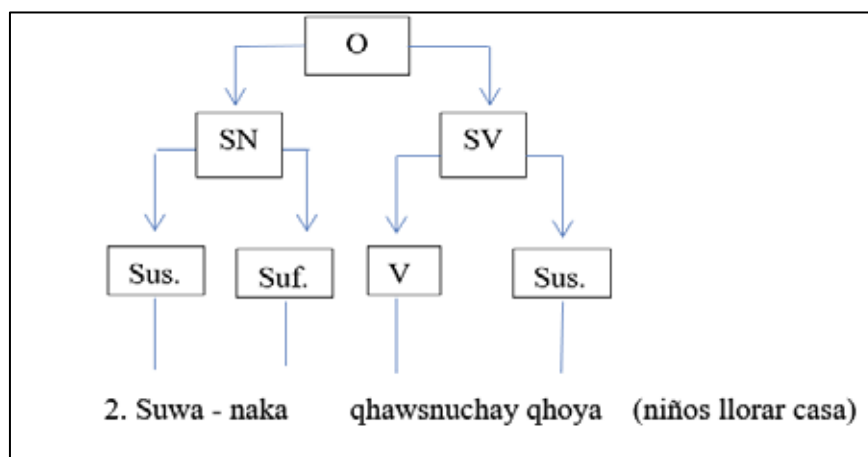 O
SN SV
Sus. Suf. V Sus.
2. Suwa - naka qhawsnuchay qhoya (niños llorar casa)